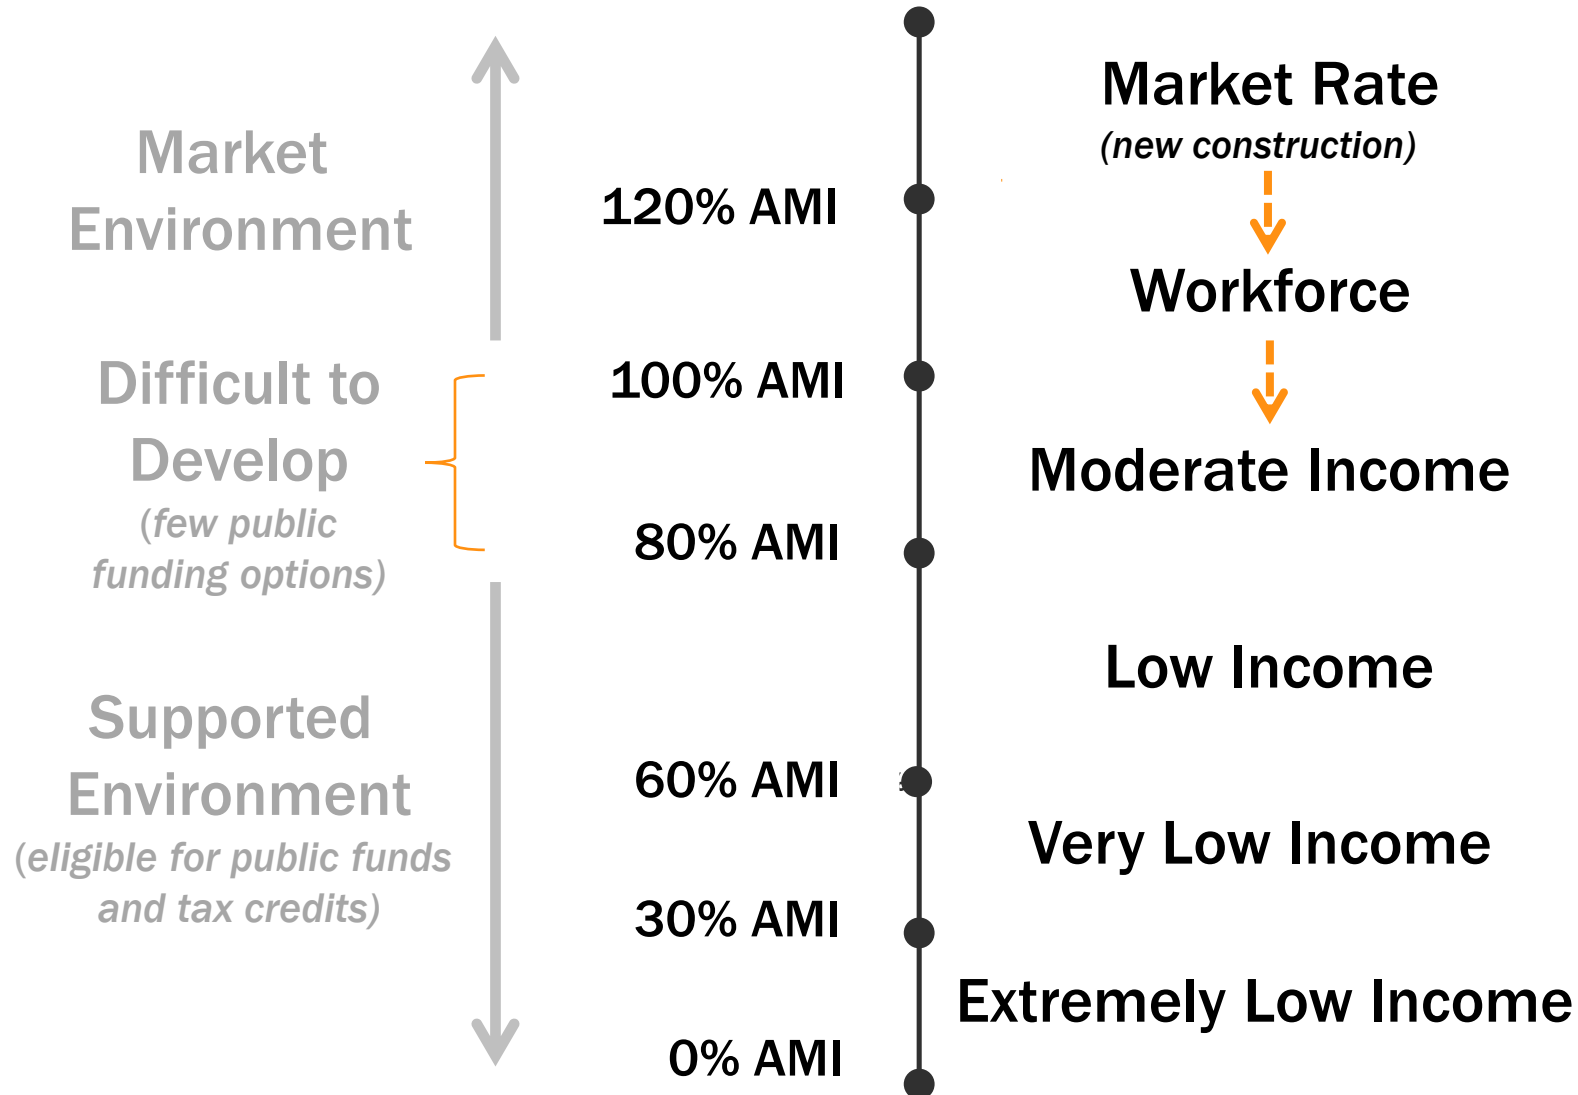 Market
Environment
Difficult to
Develop
(few public
funding options)
Supported
Environment
(eligible for public funds
and tax credits)
120% AMI
100% AMI
80% AMI
60% AMI
30% AMI
0% AMI
Market Rate
(new construction)
Workforce
Moderate Income
Low Income
Very Low Income
Extremely Low Income